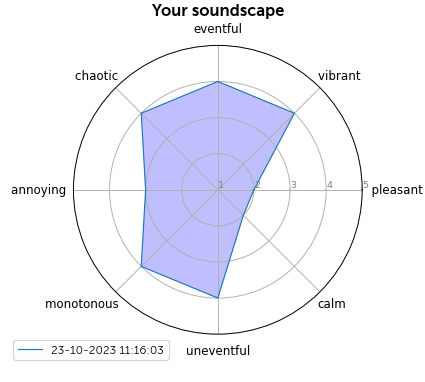 Your soundscape
eventful
chaotic
vibrant
annoying
1 2 3 4 5
pleasant
monotonous
calm
uneventful
23-10-2023 11:16:03